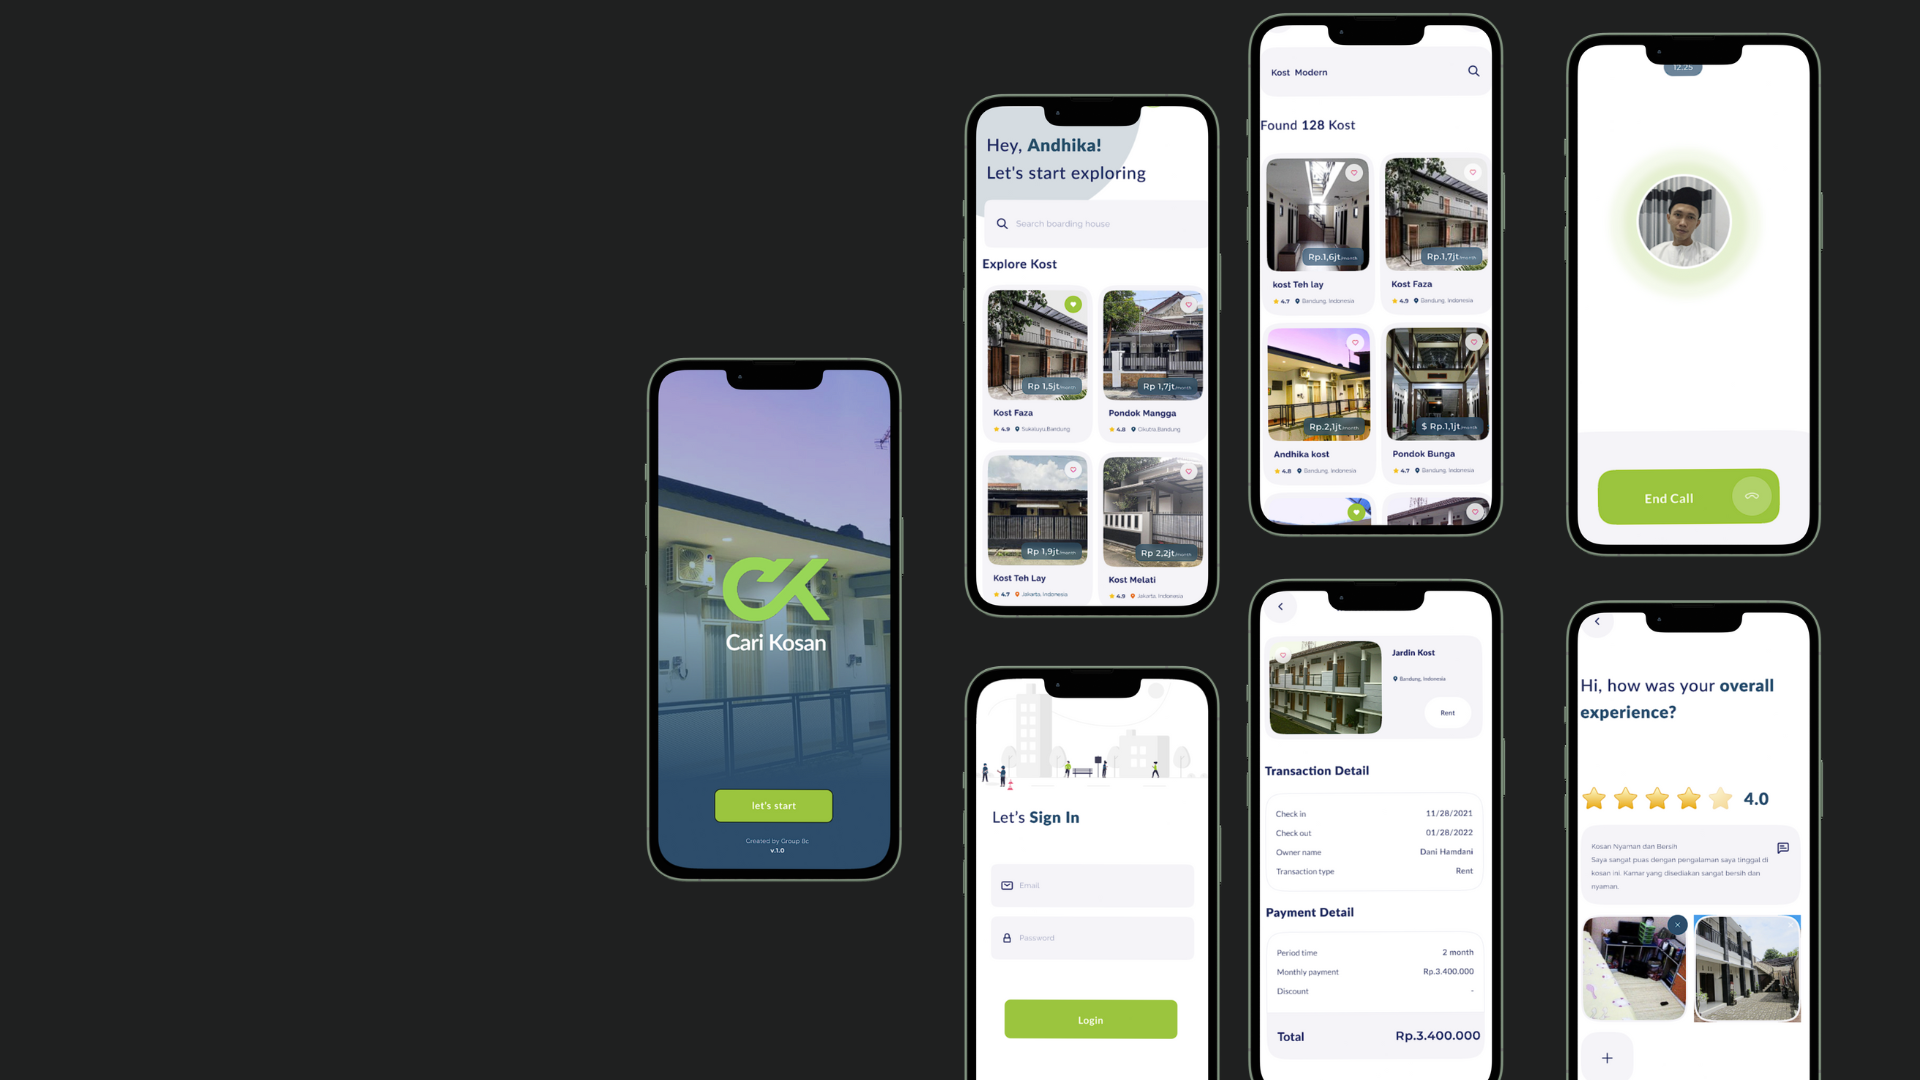 Cari Kosan
let's start
Created by Group 8c
v.1.0
Hey, Andhika!
Let's start exploring
Search boarding house
Explore Kost
Rp 1,5jt/month
Rp 1,7jt/month
Kost Faza
Pondok Mangga
4.9 Sukaluyu,Bandung
4.8 Cikutra,Bandung
Rp 1,9jt/month
Rp 2,2jt/month
Kost Teh Lay
Kost Melati
4.7 Jakarta, Indonesia
4.9 Jakarta, Indonesia
Let's Sign In
Email
Password
Login
Kost Modern
Found 128 Kost
Rp.1,6jt/month
Rp.1,7jt/month
kost Teh lay
Kost Faza
4.7 Bandung, Indonesia
4.9 Bandung, Indonesia
Rp.2,1jt/month
$ Rp.1,1jt/month
Andhika kost
Pondok Bunga
4.8 Bandung, Indonesia
4.7 Bandung, Indonesia
Jardin Kost
Bandung, Indonesia
Rent
Transaction Detail
Check in 11/28/2021
Check out 01/28/2022
Owner name Dani Hamdani
Transaction type Rent
Payment Detail
Period time 2 month
Monthly payment Rp.3.400.000
Discount -
Total Rp.3.400.000
12.25
End Call
Hi, how was your overall
experience?
4.0
Kosan Nyaman dan Bersih
Saya sangat puas dengan pengalaman saya tinggal di
kosan ini. Kamar yang disediakan sangat bersih dan
nyaman.